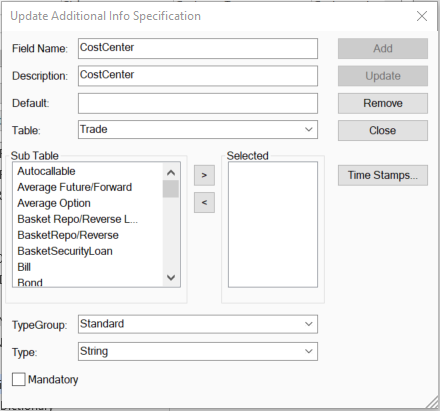 Update Additional Info Specification
Field Name: CostCenter Add
Description: CostCenter Update
Default: Remove
Table: Trade Close
Sub Table Selected
Autocallable > Time Stamps...
Average Future/Forward
Average Option <
Basket Repo/Reverse L...
BasketRepo/Reverse
BasketSecurityLoan
Bill
Bond
TypeGroup: Standard
Type: String
Mandatory